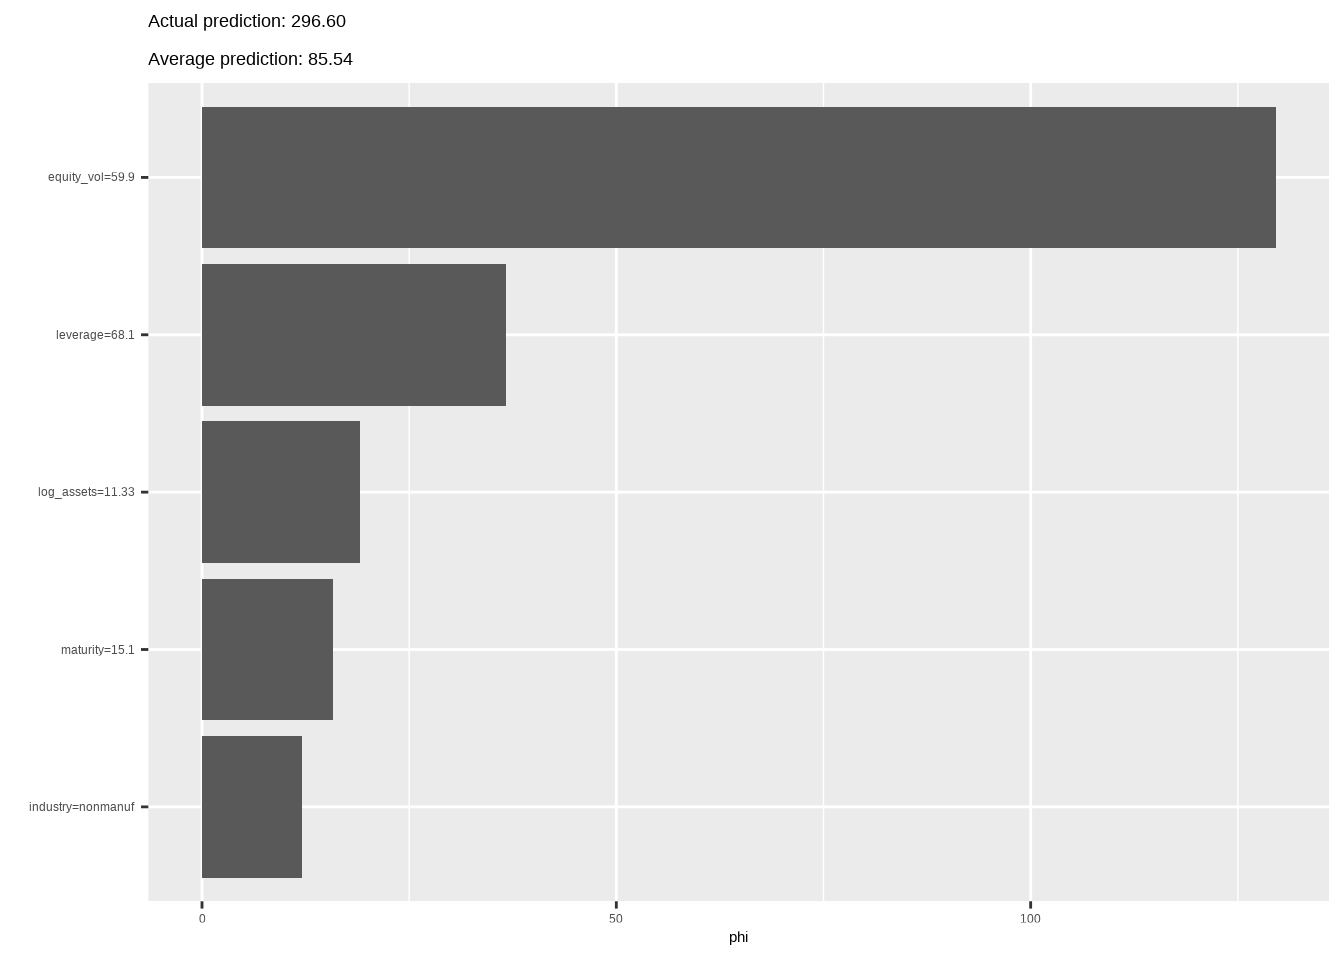 Actual prediction: 296.60
Average prediction: 85.54
equity_vol=59.9
leverage=68.1
log_assets=11.33
maturity=15.1
industry=nonmanuf
0 50 100
phi